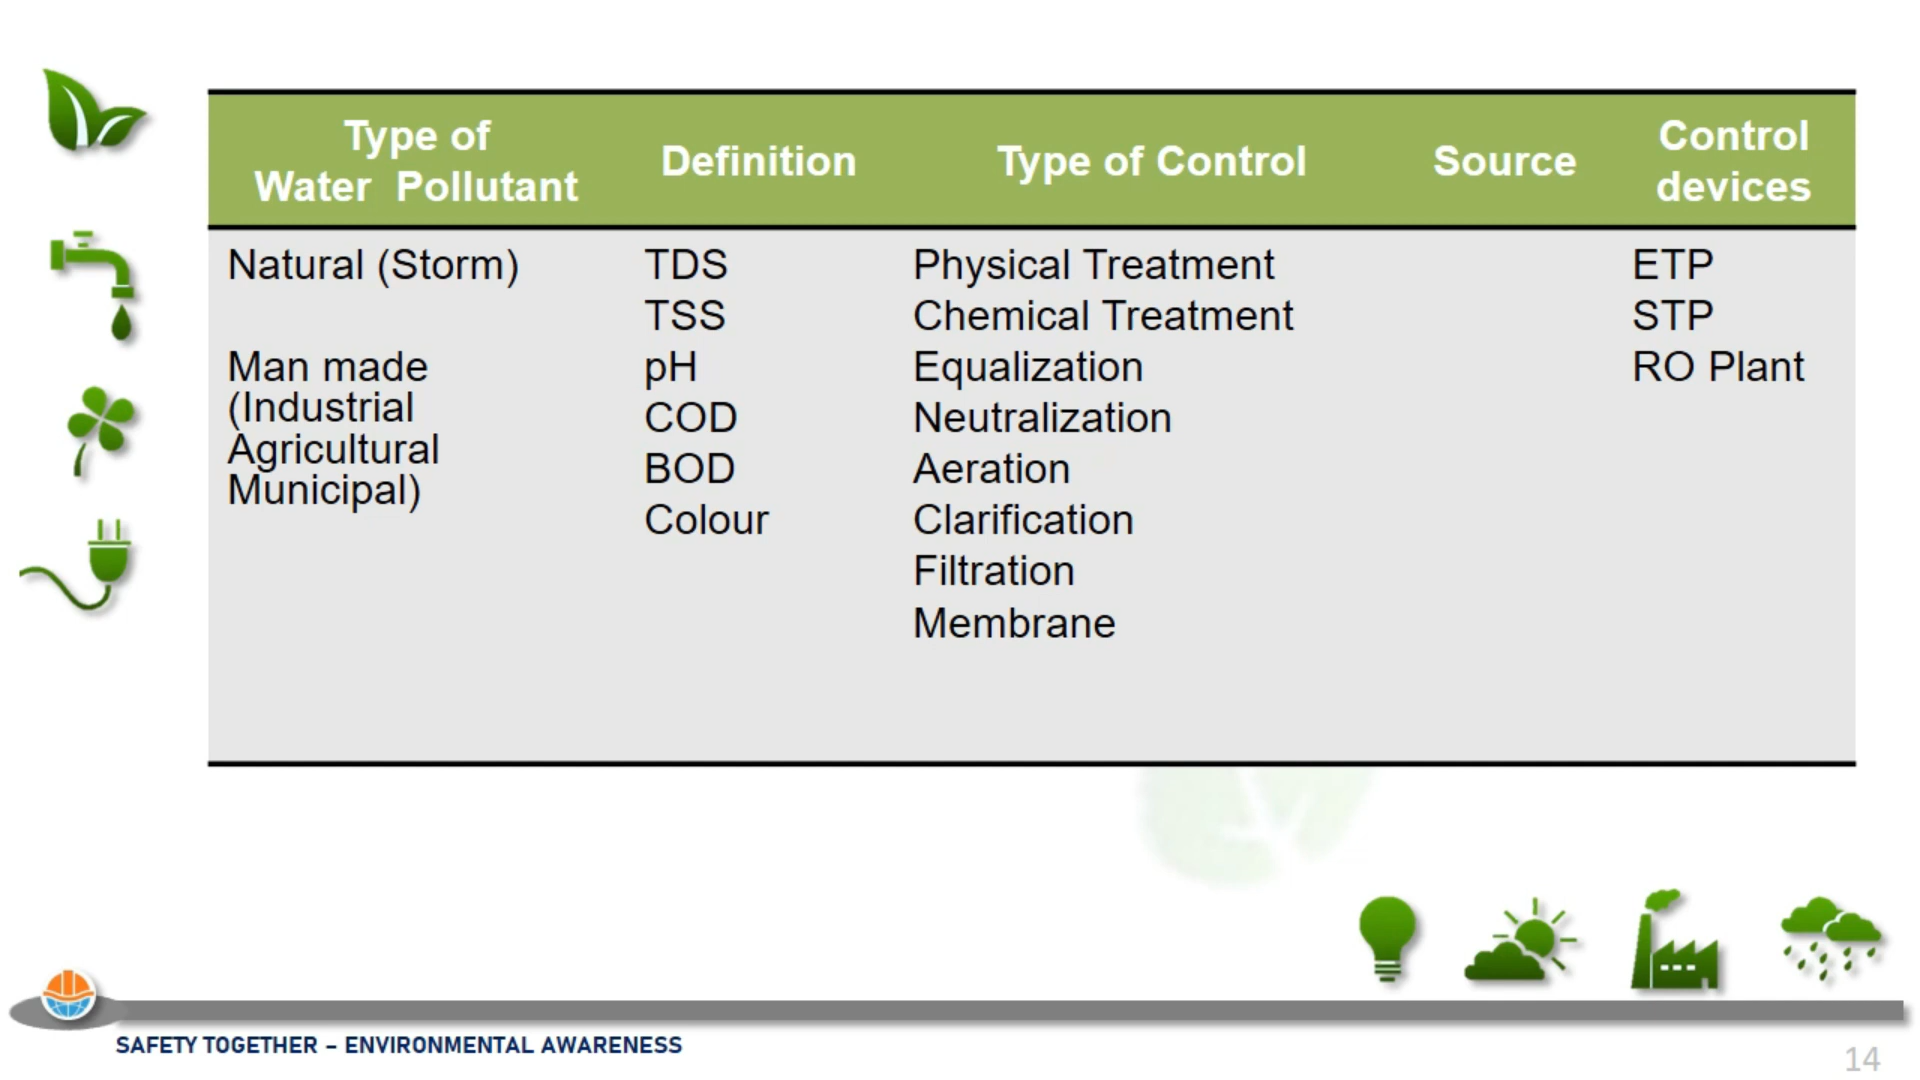 Type of
Water Pollutant
Definition
Type of Control
Source
Control
devices
Natural (Storm)
Man made
(Industrial
Agricultural
Municipal)
TDS
TSS
pH
COD
BOD
Colour
Physical Treatment
Chemical Treatment
Equalization
Neutralization
Aeration
Clarification
Filtration
Membrane
ETP
STP
RO Plant
SAFETY TOGETHER – ENVIRONMENTAL AWARENESS
14